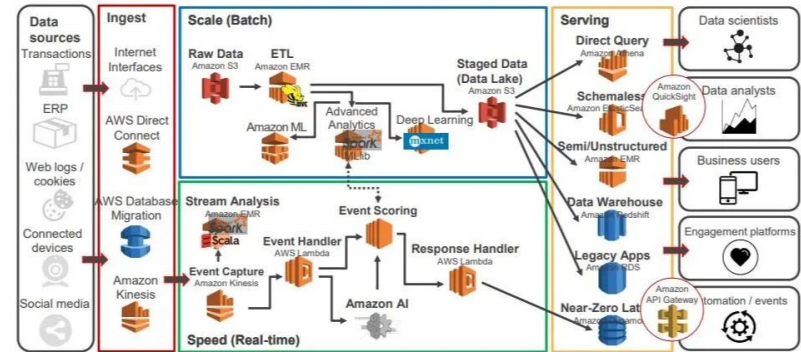 Data
sources
Transactions
ERP
Web logs /
cookies
Connected
devices
Social media
Ingest
Internet
Interfaces
AWS Direct
Connect
AWS Database
Migration
Amazon
Kinesis
Scale (Batch)
Raw Data
Amazon S3
ETL
Amazon EMR
HIVE
Staged Data
(Data Lake)
Amazon S3
Amazon ML
Advanced
Analytics
Spark
MLlib
Deep Learning
mxnet
Stream Analysis
Amazon EMR
Spark
Scala
Event Scoring
Event Handler
AWS Lambda
Response Handler
AWS Lambda
Event Capture
Amazon Kinesis
Amazon AI
Speed (Real-time)
Serving
Direct Query
Amazon Athena
Schemaless
Amazon ElasticSea
Semi/Unstructured
Amazon EMR
Data Warehouse
Amazon Redshift
Legacy Apps
Amazon RDS
Near-Zero Lat
Amazon
QuickSight
Amazon
API Gateway
Data scientists
Data analysts
Business users
Engagement platforms
tomation / events